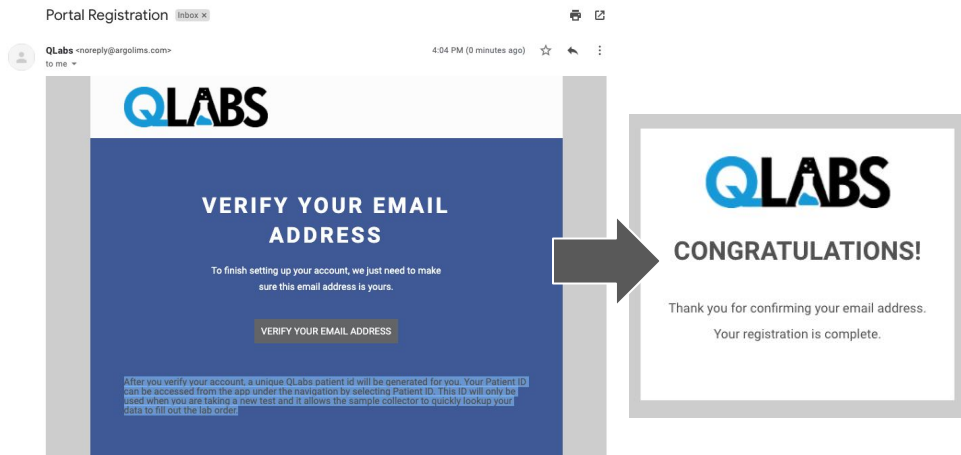 Portal Registration Inbox ×
QLabs <noreply@argolims.com> 4:04 PM (0 minutes ago)
to me
QLABS
VERIFY YOUR EMAIL
ADDRESS
To finish setting up your account, we just need to make
sure this email address is yours.
VERIFY YOUR EMAIL ADDRESS
After you verify your account, a unique QLabs patient id will be generated for you. Your Patient ID
can be accessed from the app under the navigation by selecting Patient ID. This ID will only be
used when you are taking a new test and it allows the sample collector to quickly lookup your
data to fill out the lab order.
QLABS
CONGRATULATIONS!
Thank you for confirming your email address.
Your registration is complete.